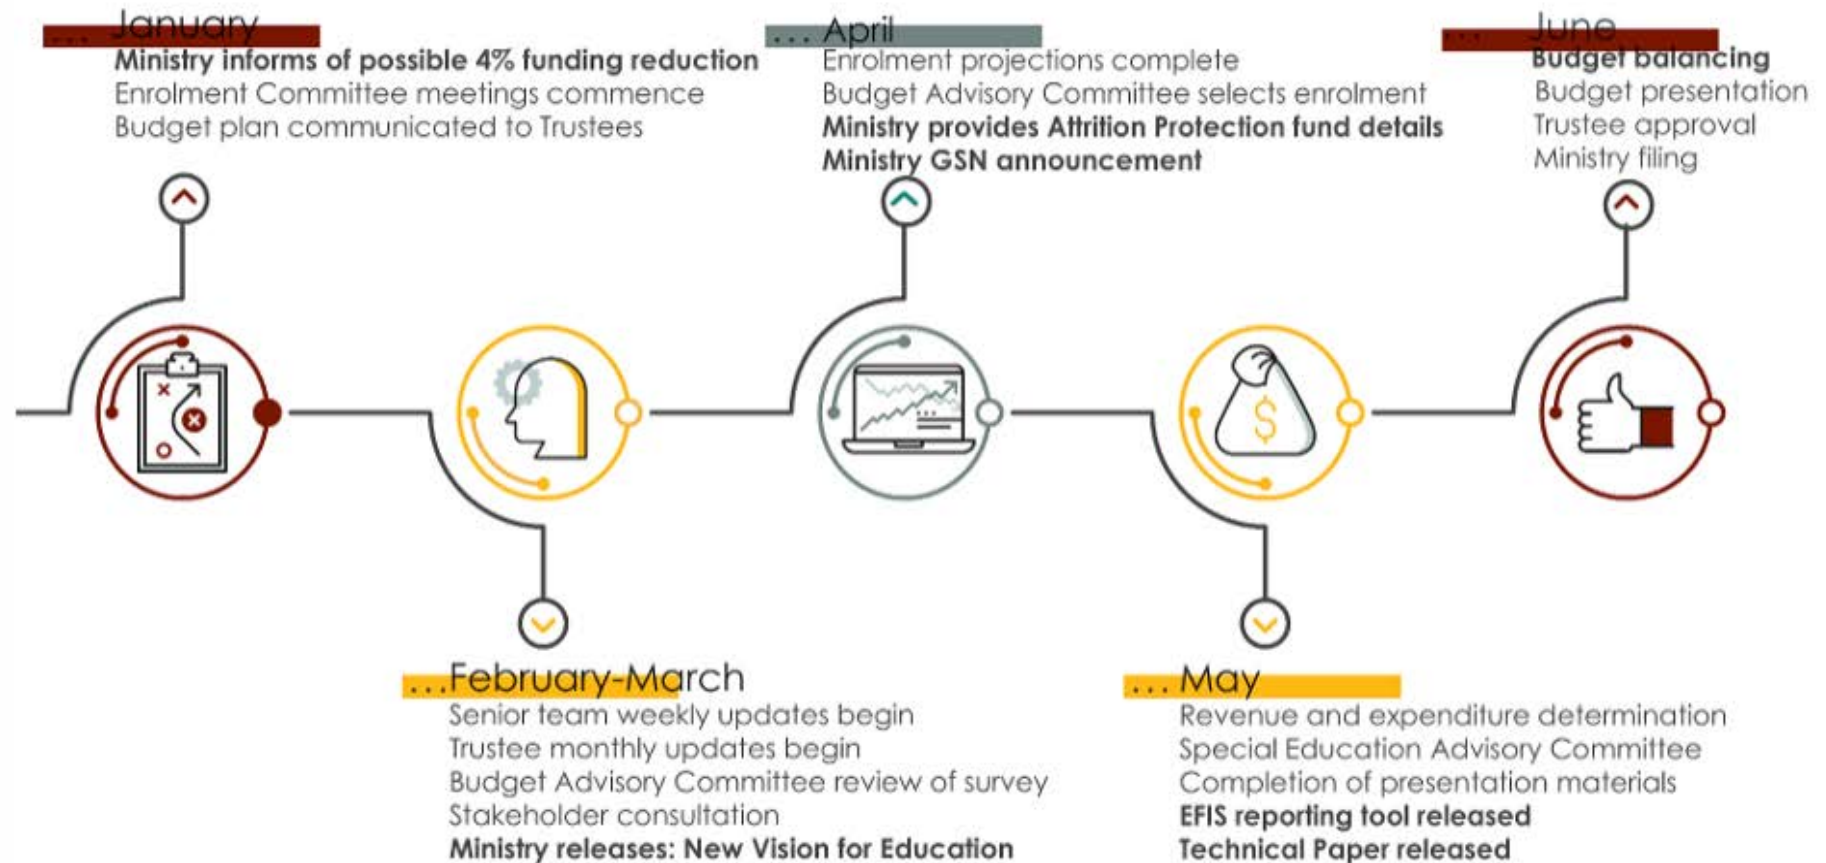 ... January
Ministry informs of possible 4% funding reduction
Enrolment Committee meetings commence
Budget plan communicated to Trustees
... February-March
Senior team weekly updates begin
Trustee monthly updates begin
Budget Advisory Committee review of survey
Stakeholder consultation
Ministry releases: New Vision for Education
... April
Enrolment projections complete
Budget Advisory Committee selects enrolment
Ministry provides Attrition Protection fund details
Ministry GSN announcement
... May
Revenue and expenditure determination
Special Education Advisory Committee
Completion of presentation materials
EFIS reporting tool released
Technical Paper released
... June
Budget balancing
Budget presentation
Trustee approval
Ministry filing
$